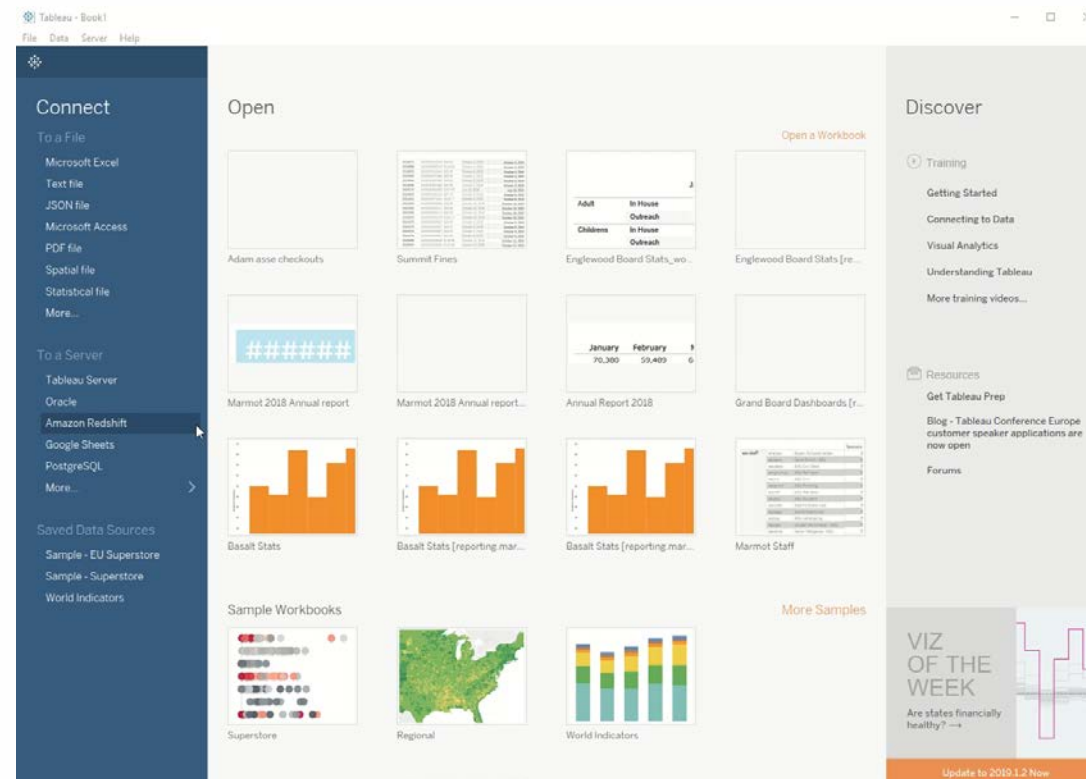 Tableau - Book1
File Data Server Help
Connect
To a File
Microsoft Excel
Text file
JSON file
Microsoft Access
PDF file
Spatial file
Statistical file
More...
To a Server
Tableau Server
Oracle
Amazon Redshift
Google Sheets
PostgreSQL
More...
Saved Data Sources
Sample - EU Superstore
Sample - Superstore
World Indicators
Open
Open a Workbook
Adult In House
Outreach
Childrens In House
Outreach
Adam asse checkouts
Summit Fines
Englewood Board Stats_wo...
Englewood Board Stats [re...
######
January February
70,380 59,489 6
Marmot 2018 Annual report
Marmot 2018 Annual report...
Annual Report 2018
Grand Board Dashboards [r...
Basalt Stats
Basalt Stats [reporting.mar...
Basalt Stats [reporting.mar...
Marmot Staff
Sample Workbooks
More Samples
Superstore
Regional
World Indicators
Discover
Training
Getting Started
Connecting to Data
Visual Analytics
Understanding Tableau
More training videos...
Resources
Get Tableau Prep
Blog - Tableau Conference Europe
customer speaker applications are
now open
Forums
VIZ
OF THE
WEEK
Are states financially
healthy? →
Update to 2019.1.2 Now